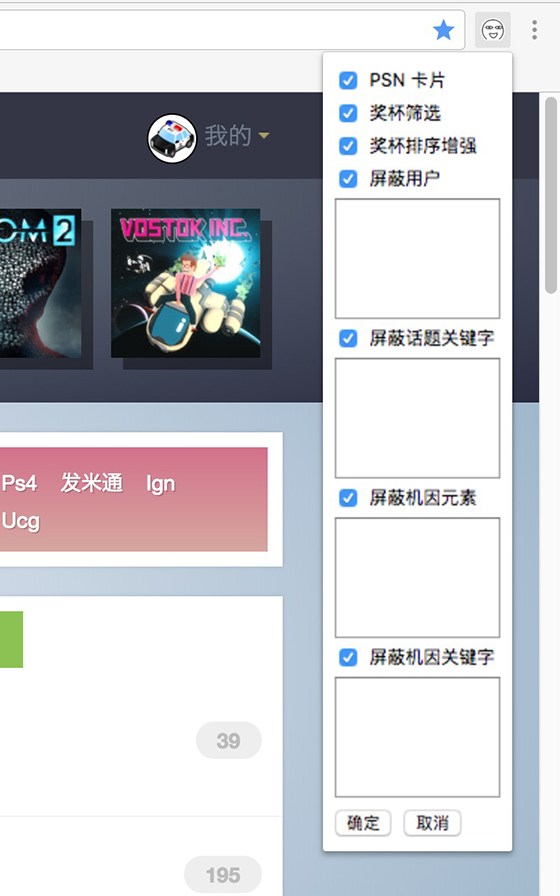 我的
OM 2
VOSTOK INC.
Ps4 发米通 Ign
Ucg
39
195
PSN 卡片
奖杯筛选
奖杯排序增强
屏蔽用户
屏蔽话题关键字
屏蔽机因元素
屏蔽机因关键字
确定 取消